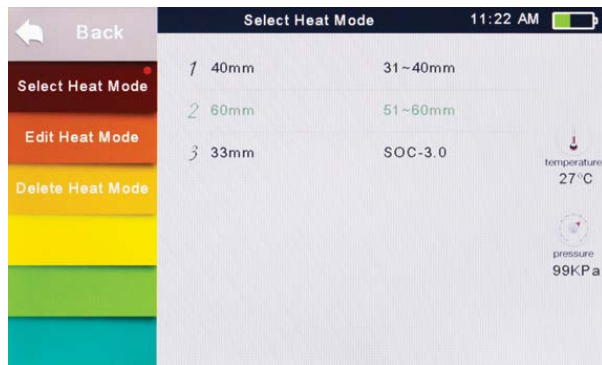 Back
Select Heat Mode
11:22 AM
Select Heat Mode
Edit Heat Mode
Delete Heat Mode
1 40mm 31~40mm
2 60mm 51~60mm
3 33mm SOC-3.0
temperature
27°C
pressure
99KPa